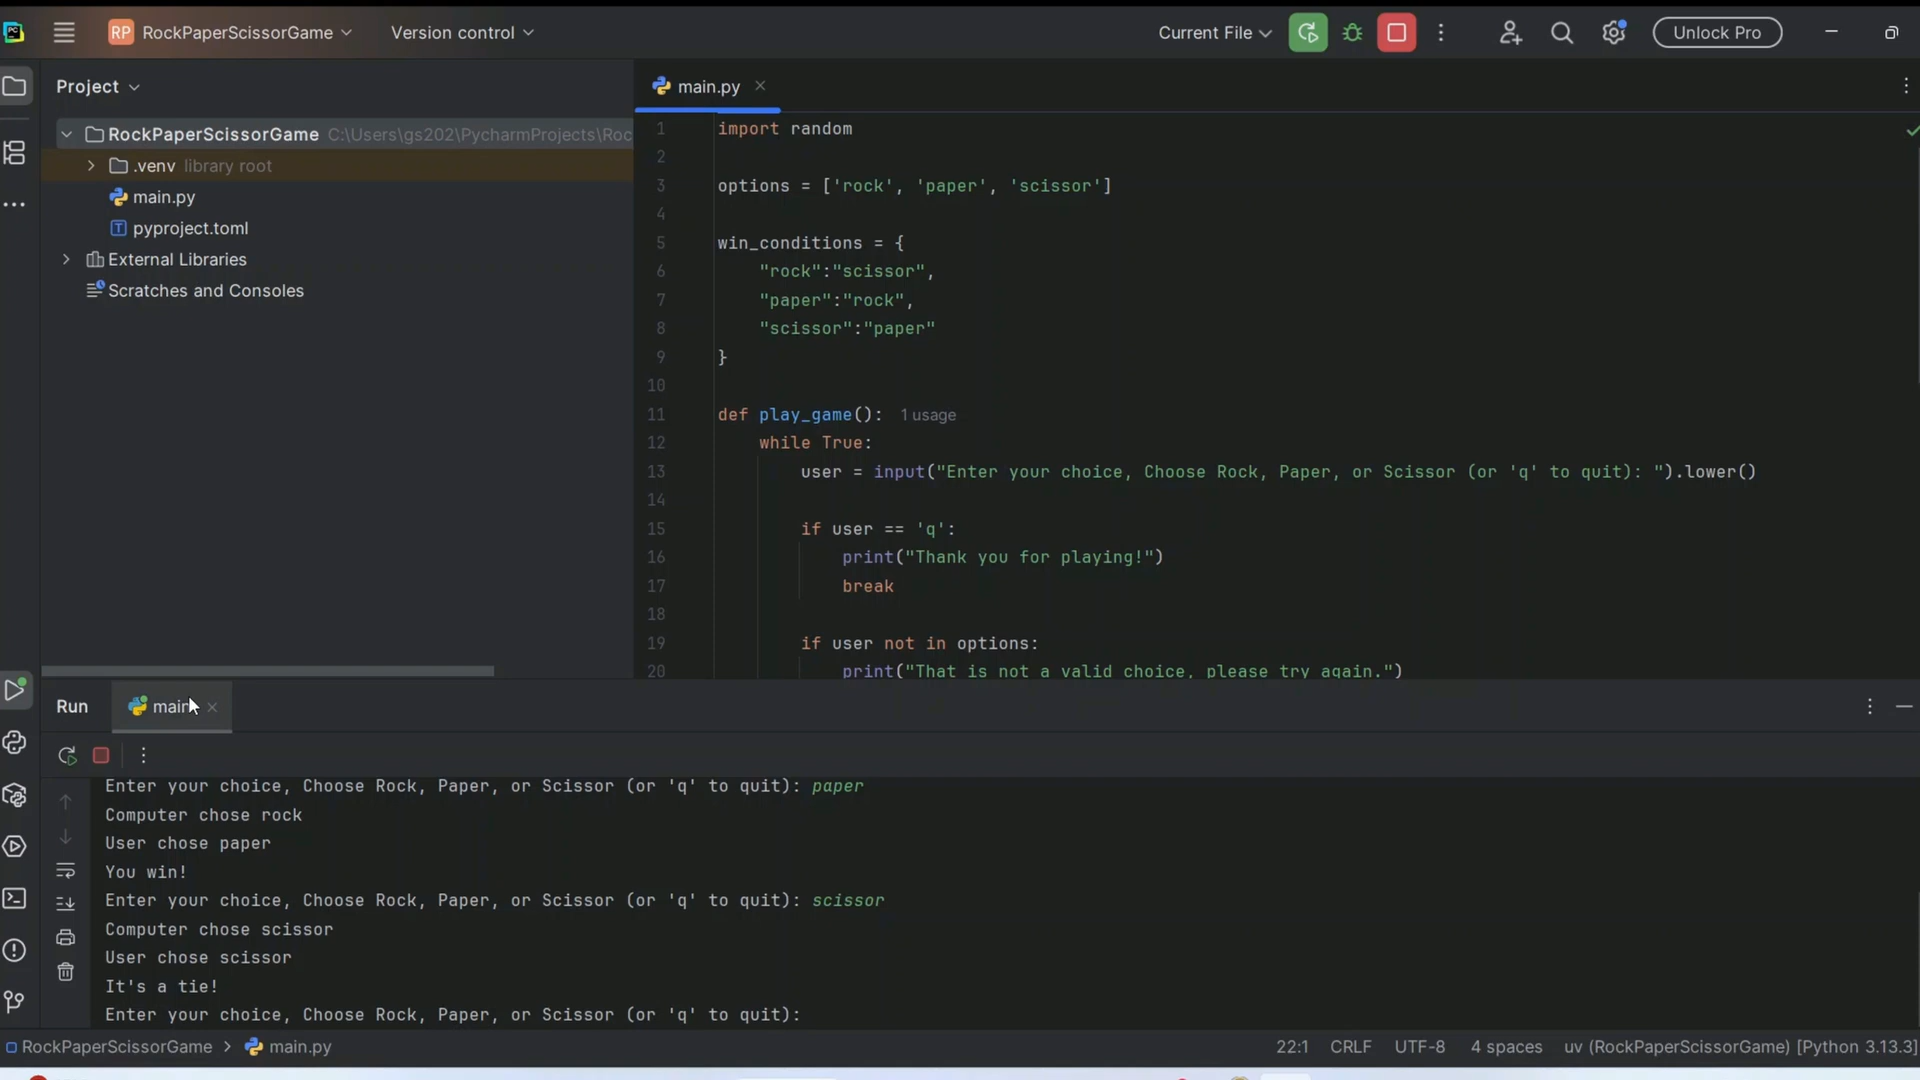 RP RockPaperScissorGame
Version control
Current File
Unlock Pro
Project
RockPaperScissorGame C:\Users\gs202\PycharmProjects\Roc
.venv library root
main.py
pyproject.toml
External Libraries
Scratches and Consoles
main.py
1 import random
2
3 options = ['rock', 'paper', 'scissor']
4
5 win_conditions = {
6 "rock":"scissor",
7 "paper":"rock",
8 "scissor":"paper"
9 }
10
11 def play_game(): 1 usage
12 while True:
13 user = input("Enter your choice, Choose Rock, Paper, or Scissor (or 'q' to quit): ").lower()
14
15 if user == 'q':
16 print("Thank you for playing!")
17 break
18
19 if user not in options:
20 print("That is not a valid choice, please try again.")
Run main
Enter your choice, Choose Rock, Paper, or Scissor (or 'q' to quit): paper
Computer chose rock
User chose paper
You win!
Enter your choice, Choose Rock, Paper, or Scissor (or 'q' to quit): scissor
Computer chose scissor
User chose scissor
It's a tie!
Enter your choice, Choose Rock, Paper, or Scissor (or 'q' to quit):
RockPaperScissorGame > main.py
22:1 CRLF UTF-8 4 spaces uv (RockPaperScissorGame) [Python 3.13.3]